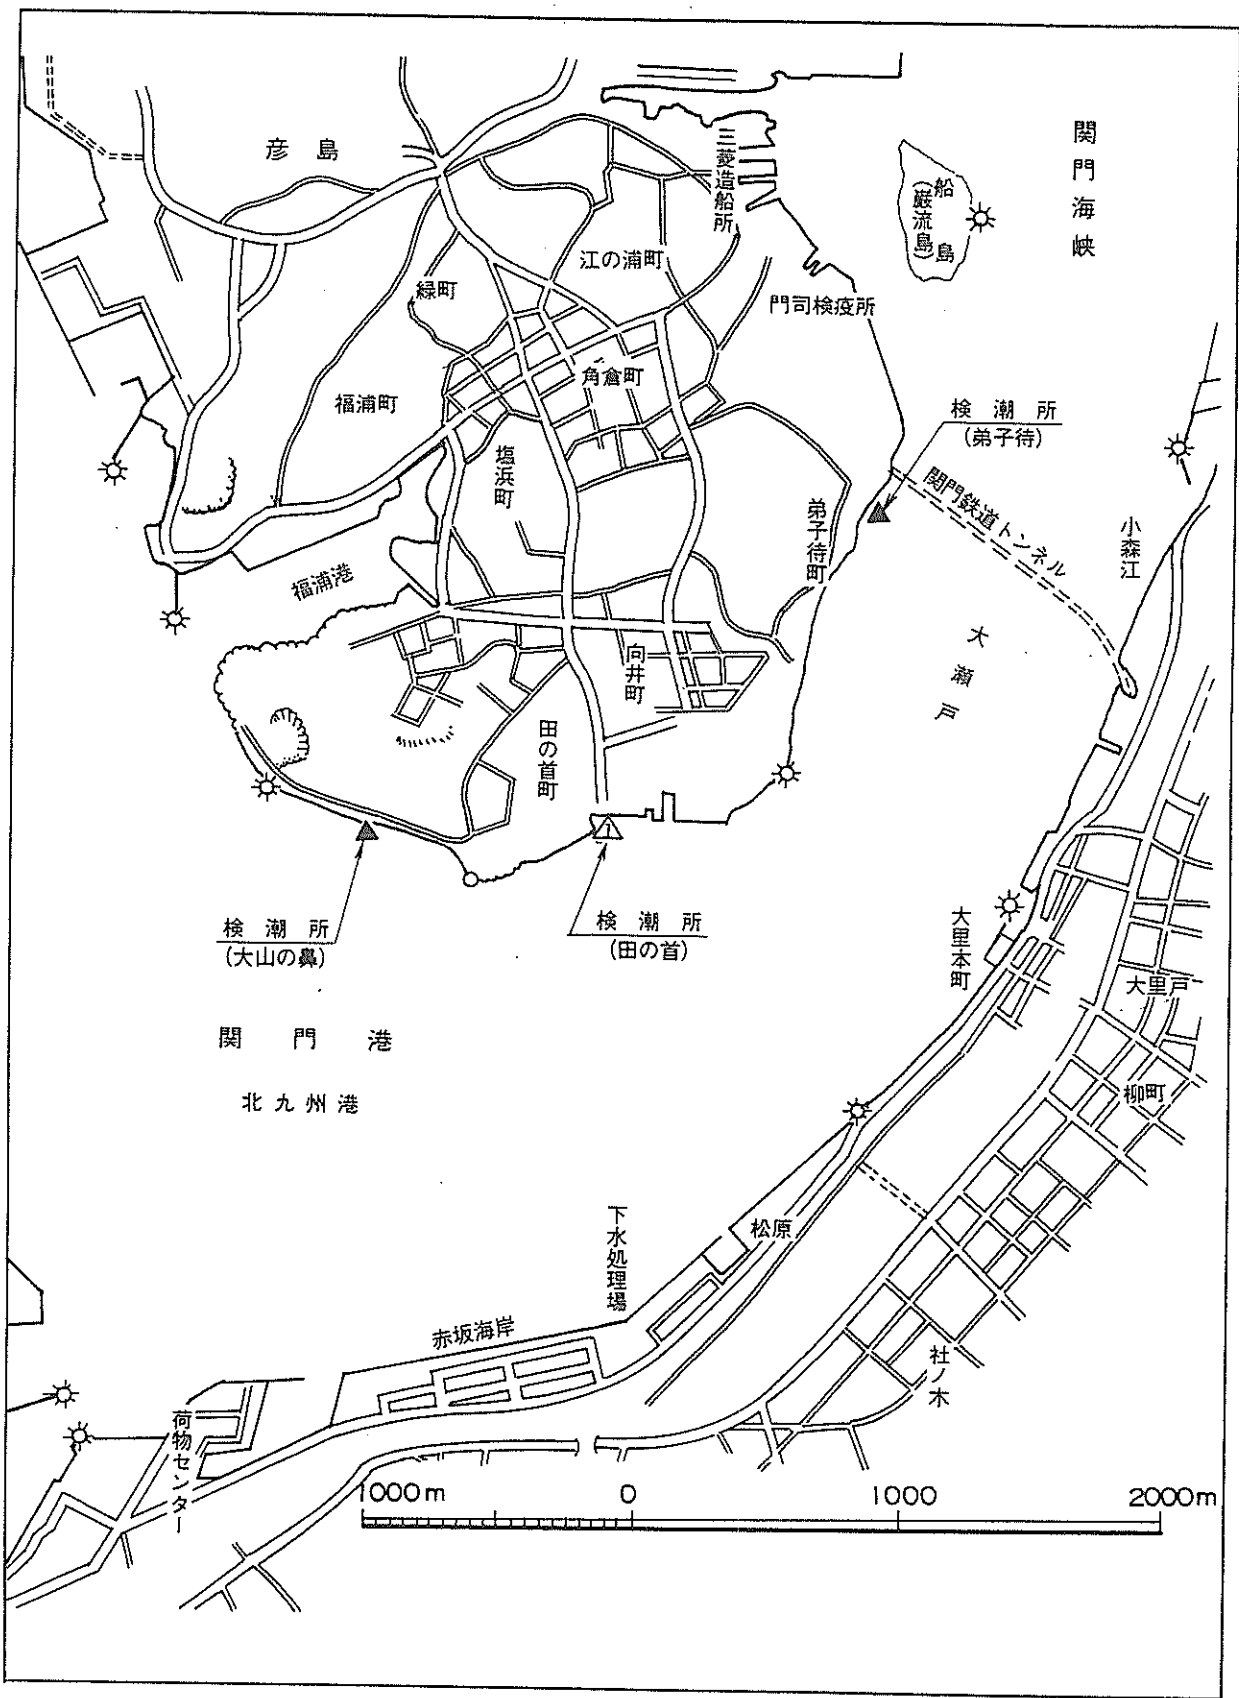 関門海峡
彦島
三菱造船所
船島
(巌流島)
江の浦町
緑町
門司検疫所
角倉町
福浦町
検潮所
(弟子待)
塩浜町
関門鉄道トンネル
弟子待町
小森江
福浦港
大瀬戸
向井町
田の首町
1
検潮所
(大山の鼻)
検潮所
(田の首)
大里本町
大里戸
関門港
柳町
北九州港
下水処理場
松原
赤坂海岸
社ノ木
荷物センター
1000m 0 1000 2000m